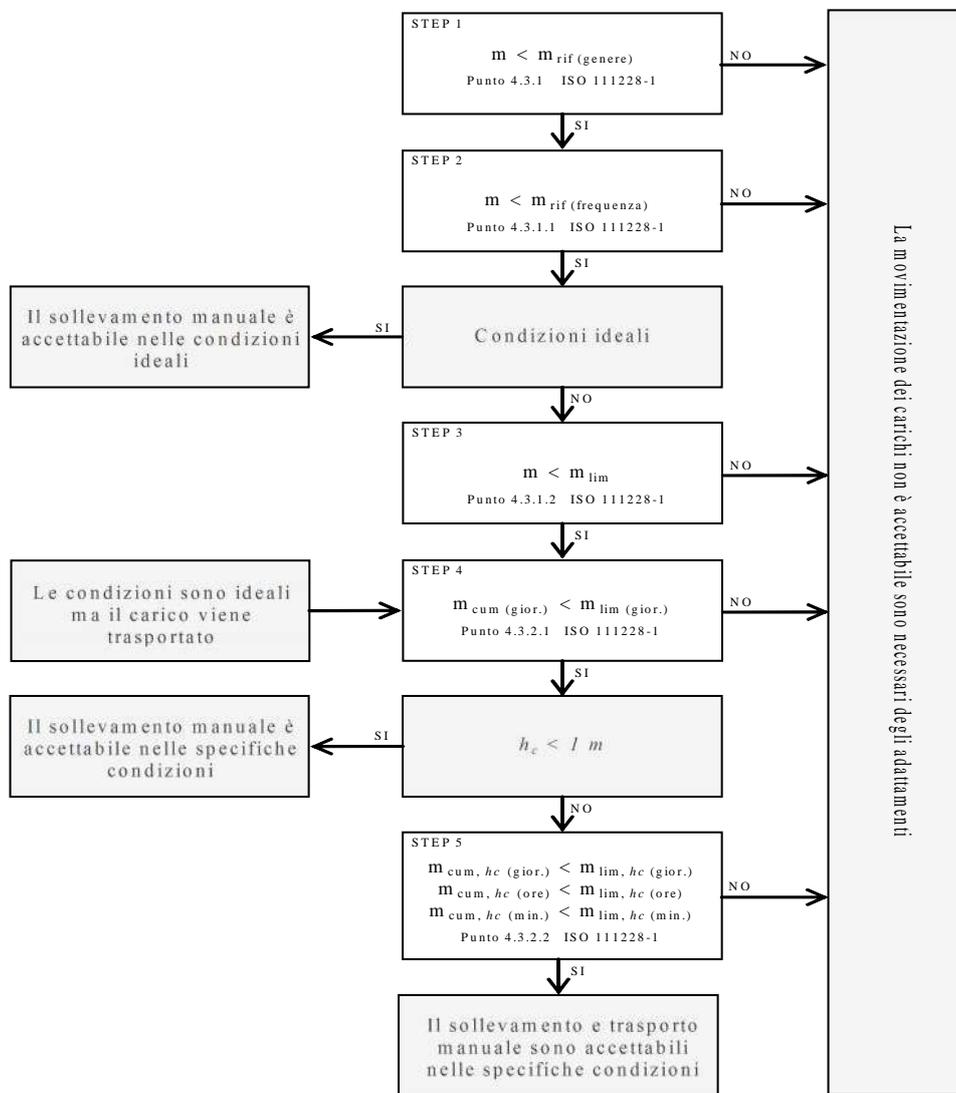 STEP 1
m < m rif (genere)
Punto 4.3.1 ISO 111228-1
NO
SI
STEP 2
m < m rif (frequenza)
Punto 4.3.1.1 ISO 111228-1
NO
SI
Il sollevamento manuale è
accettabile nelle condizioni
ideali
SI
Condizioni ideali
NO
STEP 3
m < m lim
Punto 4.3.1.2 ISO 111228-1
NO
SI
Le condizioni sono ideali
ma il carico viene
trasportato
STEP 4
m cum (gior.) < m lim (gior.)
Punto 4.3.2.1 ISO 111228-1
NO
SI
Il sollevamento manuale è
accettabile nelle specifiche
condizioni
SI
h c < 1 m
NO
STEP 5
m cum, hc (gior.) < m lim, hc (gior.)
m cum, hc (ore) < m lim, hc (ore)
m cum, hc (min.) < m lim, hc (min.)
Punto 4.3.2.2 ISO 111228-1
NO
SI
Il sollevamento e trasporto
manuale sono accettabili
nelle specifiche condizioni
La movimentazione dei carichi non è accettabile sono necessari degli adattamenti